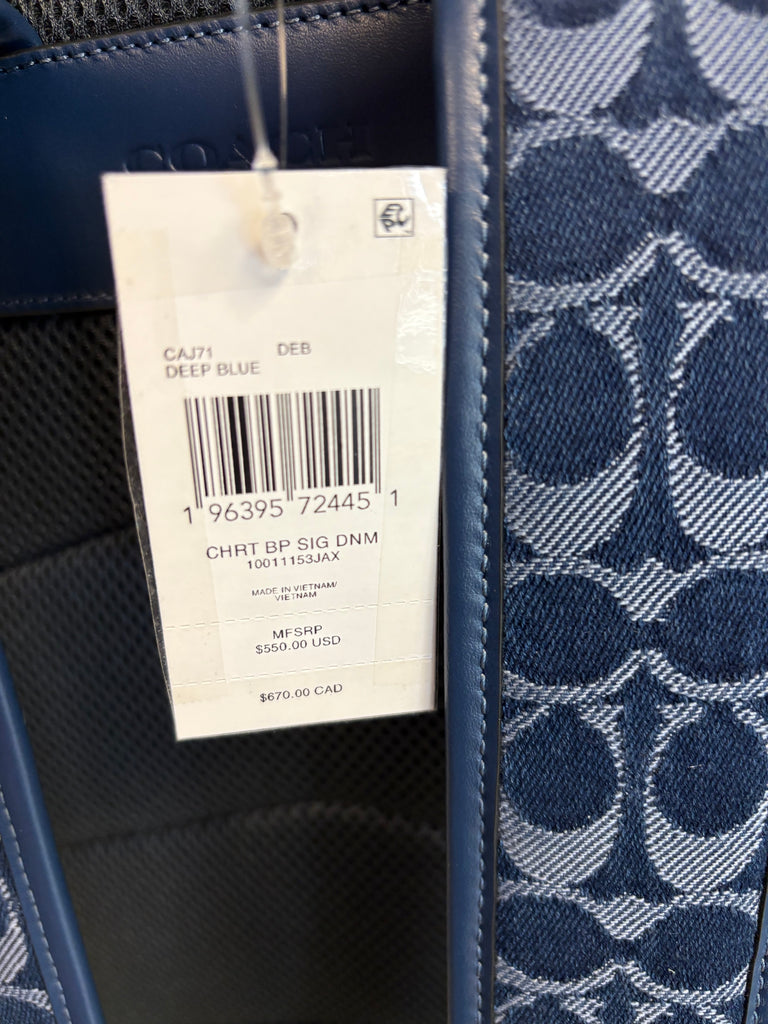 COACH
CAJ71 DEB
DEEP BLUE
1 96395 72445 1
CHRT BP SIG DNM
10011153JAX
MADE IN VIETNAM/
VIETNAM
MFSRP
$550.00 USD
$670.00 CAD